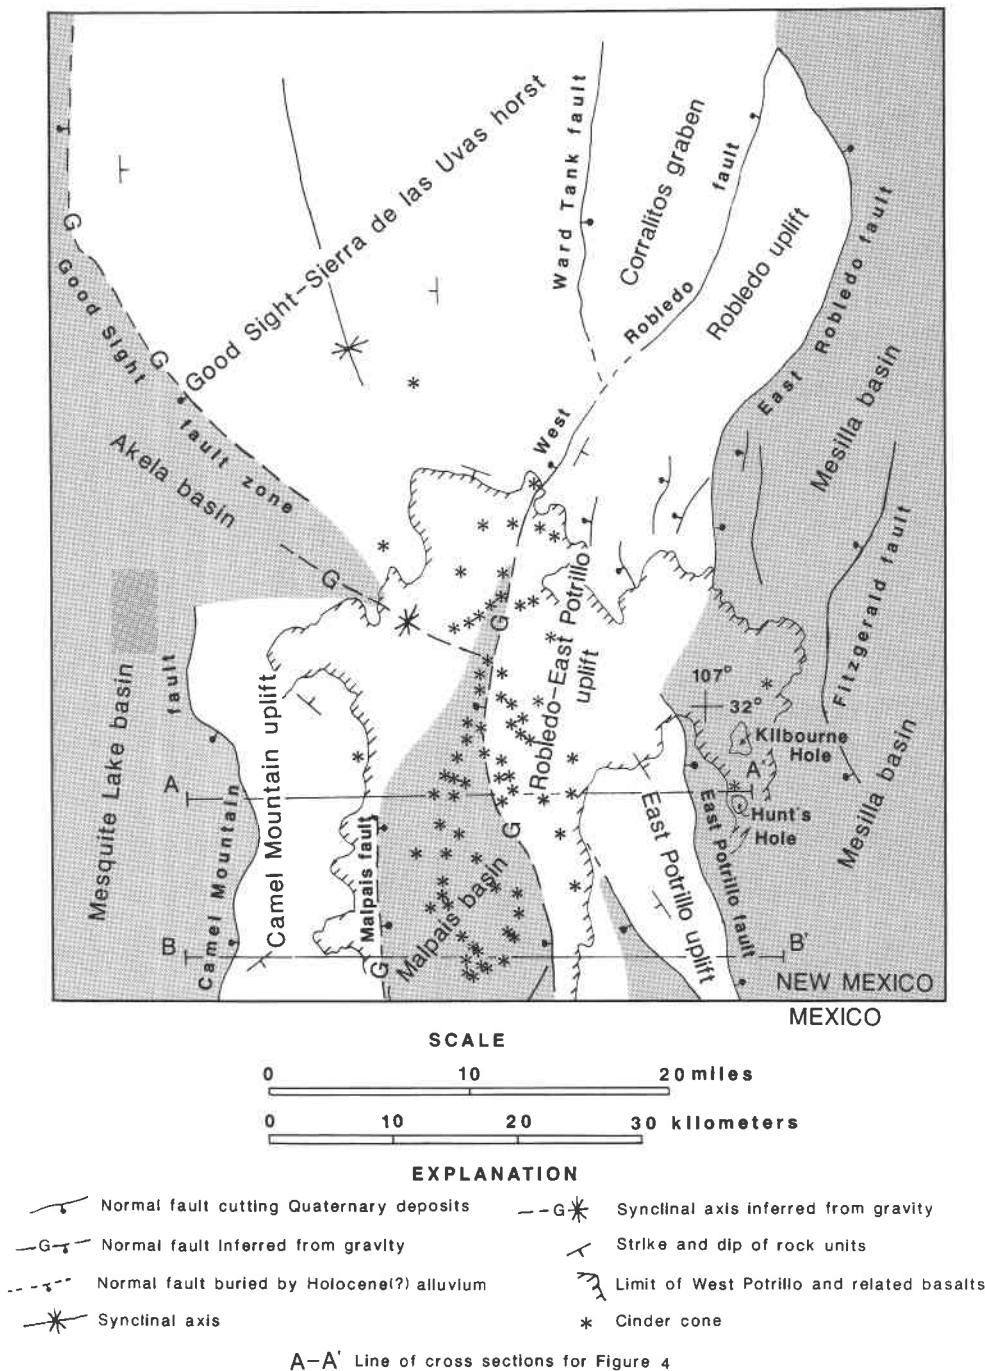 Good Sight-Sierra de las Uvas horst
Ward Tank fault
Corralitos graben
West Robledo fault
Robledo uplift
East Robledo fault
Mesilla basin
G
Good Sight fault zone
G
Akela basin
G
G
Robledo-East Potrillo uplift
Fitzgerald fault
107°
32°
Kilbourne
Hole
Mesquite Lake basin
Camel Mountain fault
Camel Mountain uplift
A
A'
Hunt's
Hole
Malpais fault
G
Malpais basin
East Potrillo uplift
East Potrillo fault
Mesilla basin
B
B'
G
NEW MEXICO
MEXICO
SCALE
0 10 20 miles
0 10 20 30 kilometers
EXPLANATION
Normal fault cutting Quaternary deposits
G Normal fault inferred from gravity
Normal fault buried by Holocene(?) alluvium
Synclinal axis
G Synclinal axis inferred from gravity
Strike and dip of rock units
Limit of West Potrillo and related basalts
Cinder cone
A-A' Line of cross sections for Figure 4